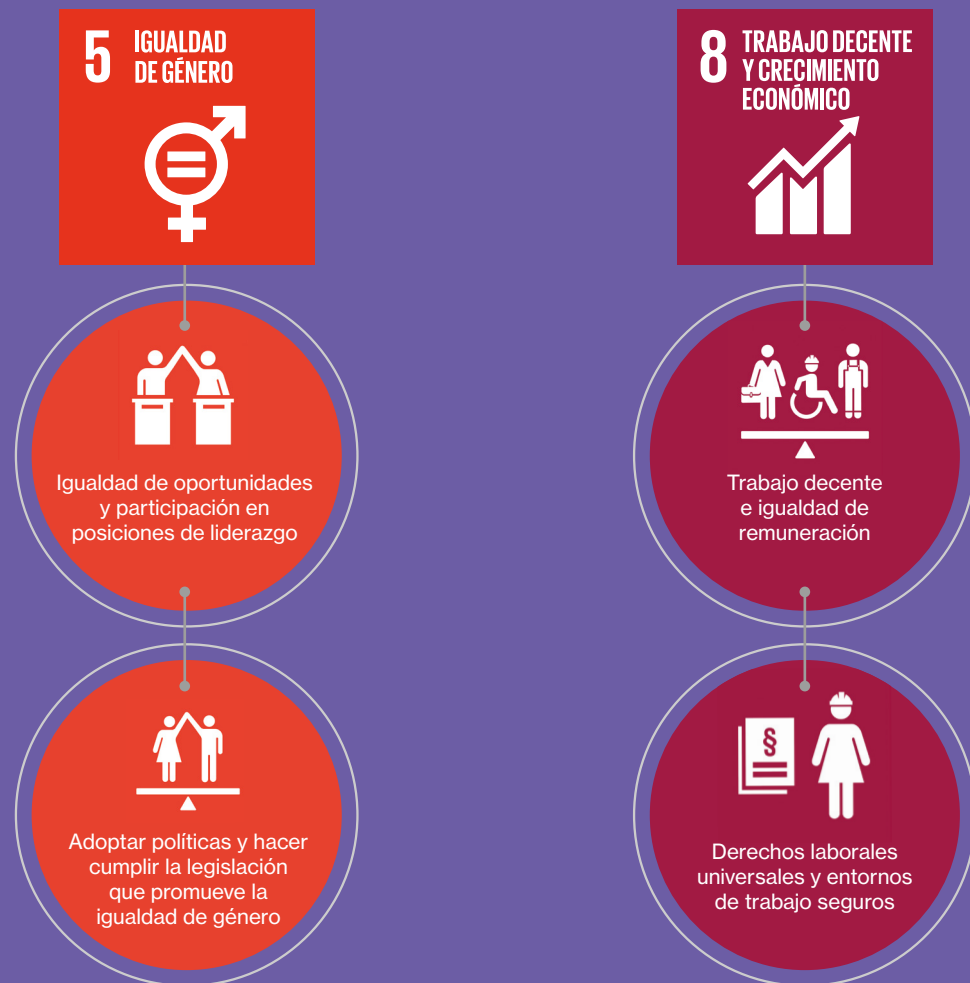 5
IGUALDAD
DE GÉNERO
Igualdad de oportunidades
y participación en
posiciones de liderazgo
Adoptar políticas y hacer
cumplir la legislación
que promueve la
igualdad de género
8
TRABAJO DECENTE
Y CRECIMIENTO
ECONÓMICO
Trabajo decente
e igualdad de
remuneración
§
Derechos laborales
universales y entornos
de trabajo seguros